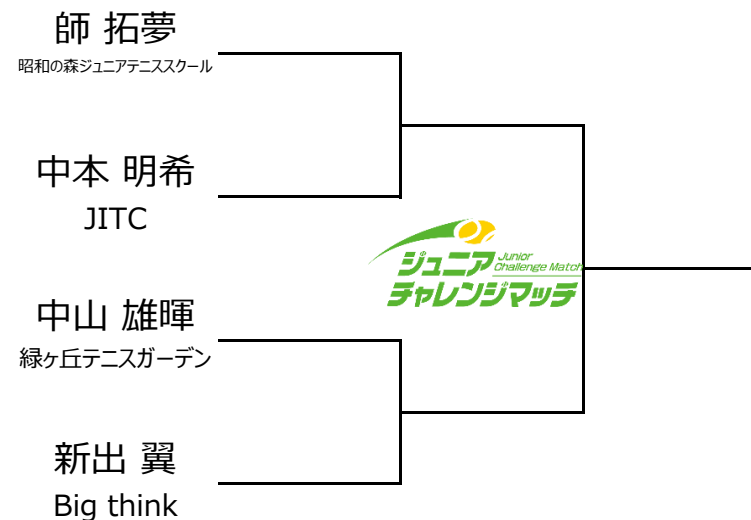 師 拓夢
昭和の森ジュニアテニススクール
中本 明希
JITC
ジュニア Junior Challenge Match
チャレンジマッチ
中山 雄暉
緑ヶ丘テニスガーデン
新出 翼
Big think